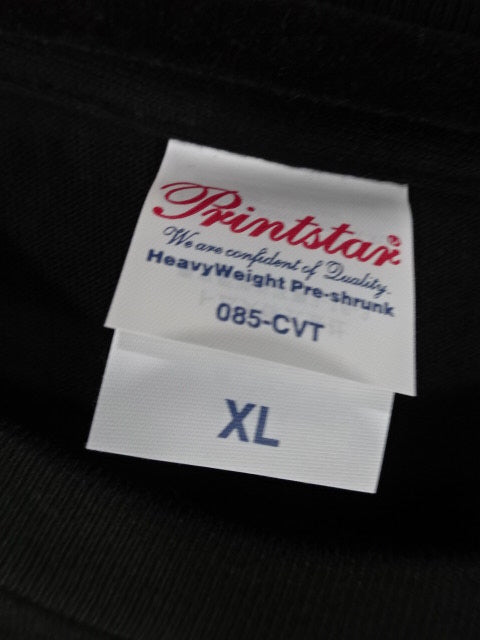 Printstar®
We are confident of Quality.
HeavyWeight Pre-shrunk
085-CVT
XL